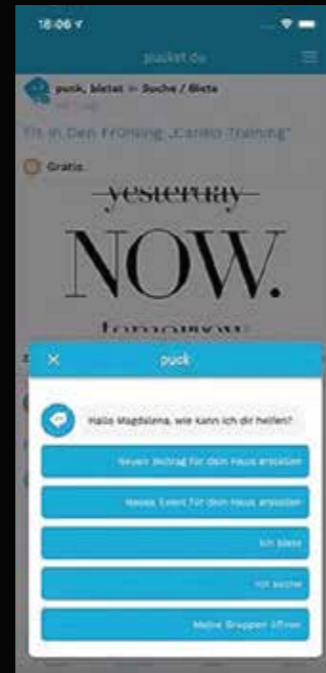 18:06
pucket.du
puck, bietet in Suche / Biete
Fit in Den Frühling „Cardio Training"
Gratis
yesterday
NOW.
tomorrow
puck
Hallo Magdalena, wie kann ich dir helfen?
Neuen Beitrag für dein Haus erstellen
Neues Event für dein Haus erstellen
Ich biete
Ich suche
Meine Gruppen öffnen